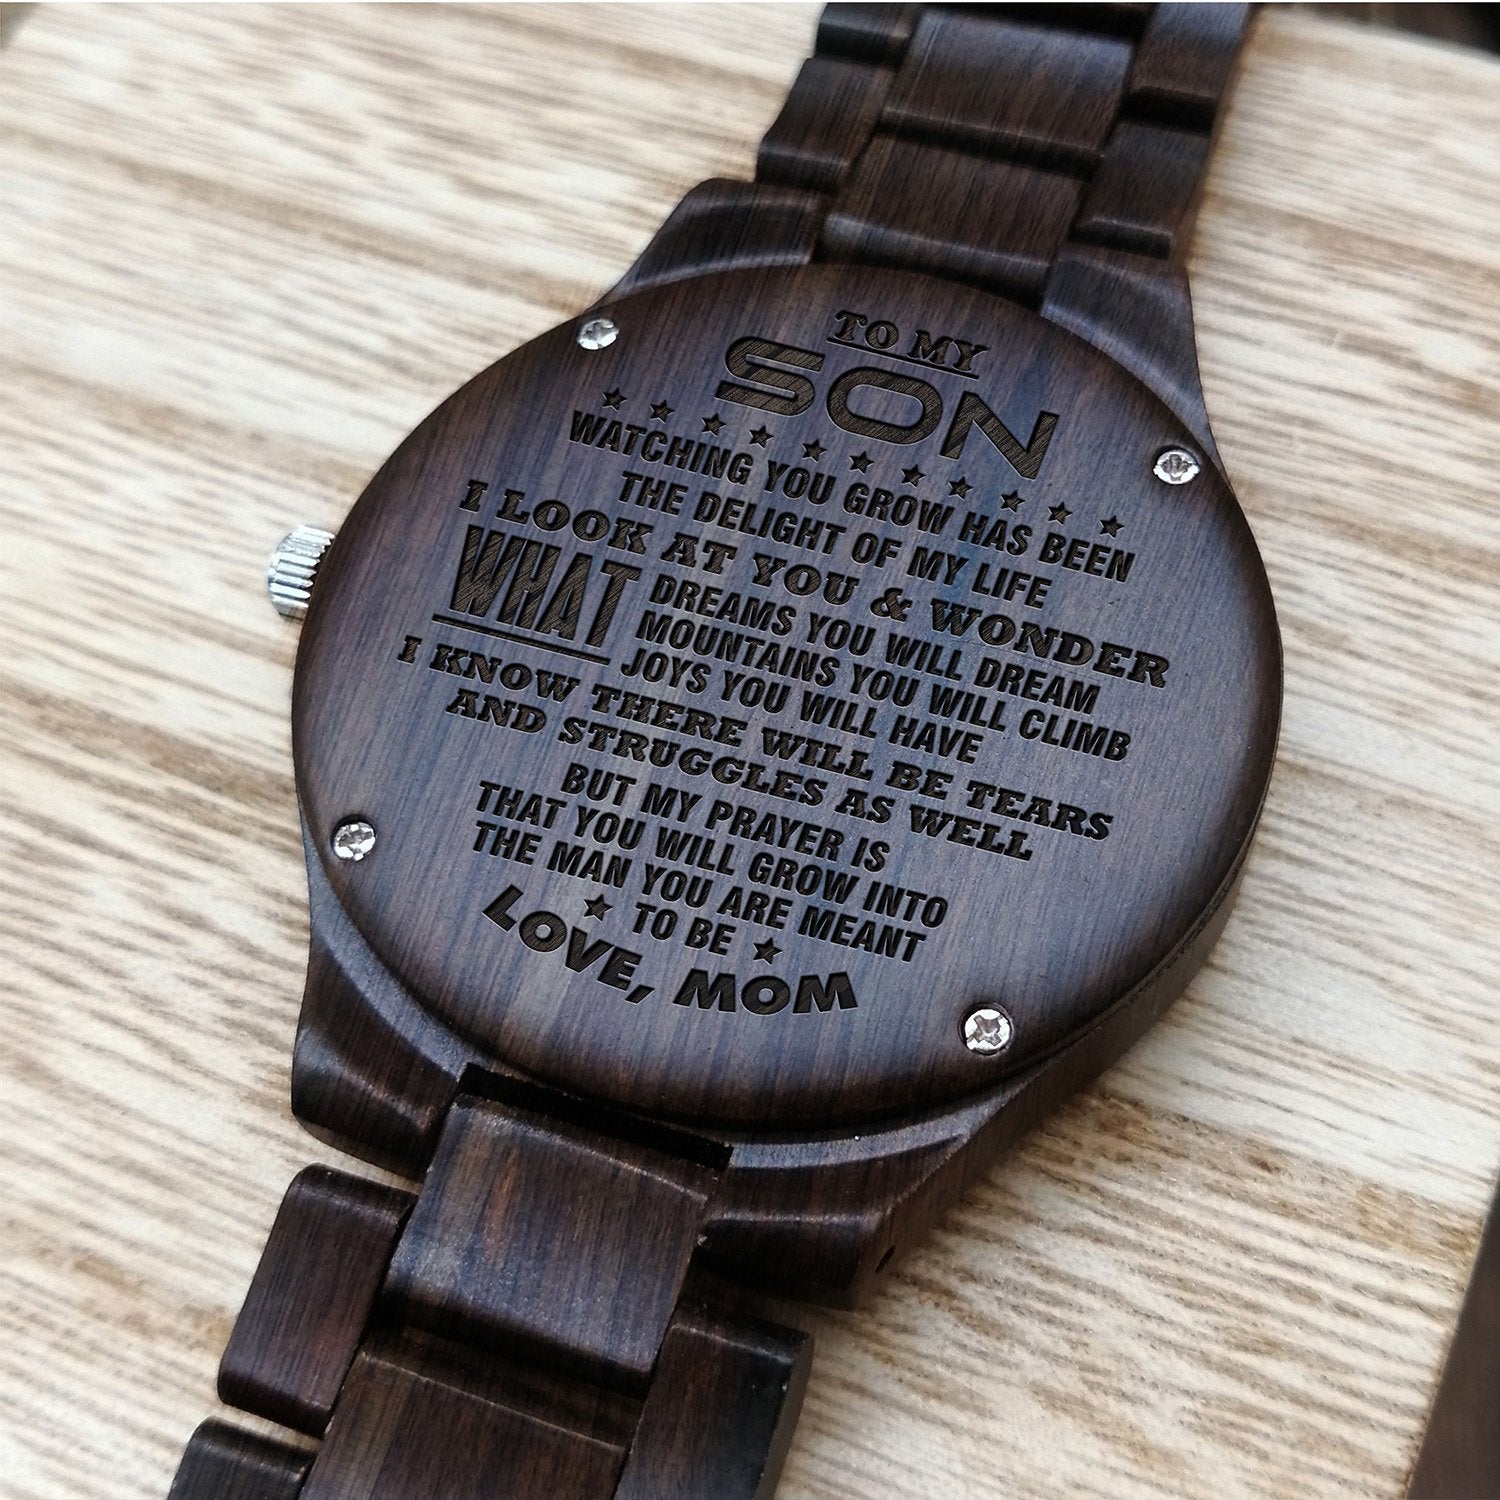 TO MY
SON
WATCHING YOU GROW HAS BEEN
THE DELIGHT OF MY LIFE
I LOOK AT YOU & WONDER
WHAT
DREAMS YOU WILL DREAM
MOUNTAINS YOU WILL CLIMB
JOYS YOU WILL HAVE
I KNOW THERE WILL BE TEARS
AND STRUGGLES AS WELL
BUT MY PRAYER IS
THAT YOU WILL GROW INTO
THE MAN YOU ARE MEANT
TO BE
LOVE, MOM